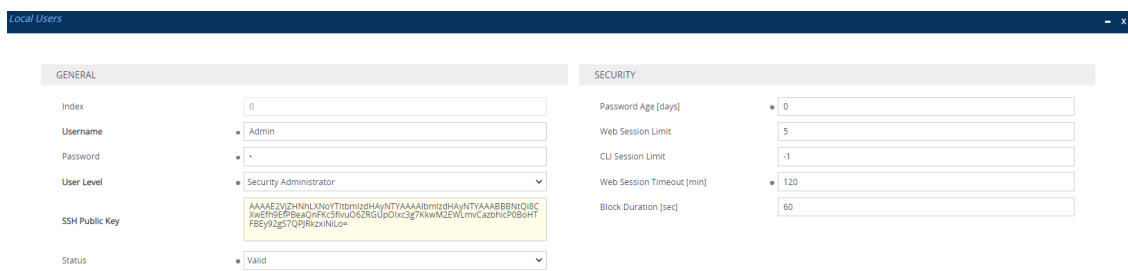 Local Users
GENERAL
Index
0
Username
Admin
Password
User Level
Security Administrator
SSH Public Key
AAAAE2VjZHNhLXNoYTItbmlzdHAyNTYAAAAIbmlzdHAyNTYAAABBBNtQi8C
XwEfh9EfPBeaQnFKc5fivuO6ZRGUpOlxc3g7KkwM2EWLmvCazbhicP0BoHT
FBEy92gS7QPJRkzxiNiLo=
Status
Valid
SECURITY
Password Age [days]
0
Web Session Limit
5
CLI Session Limit
-1
Web Session Timeout [min]
120
Block Duration [sec]
60